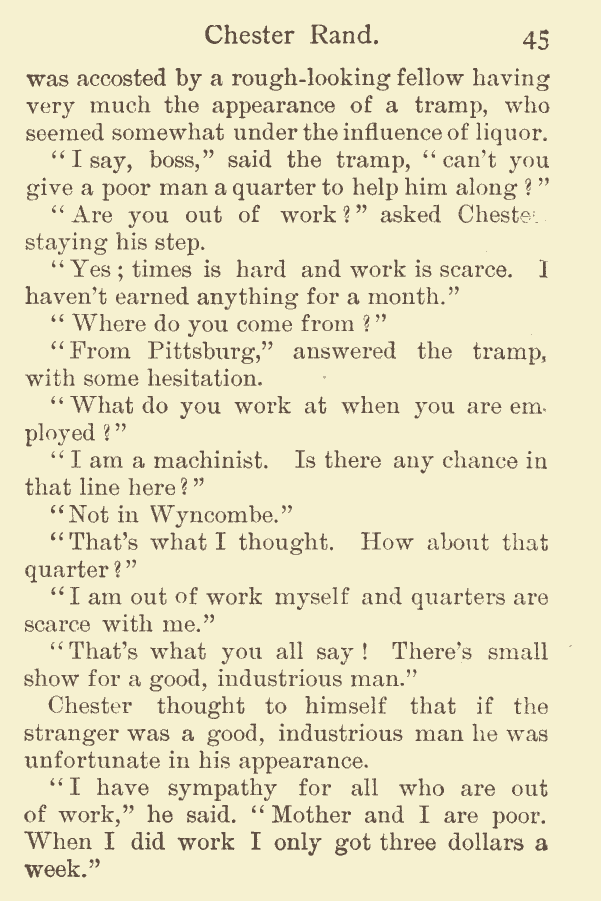 Chester Rand. 45
was accosted by a rough-looking fellow having
very much the appearance of a tramp, who
seemed somewhat under the influence of liquor.
“I say, boss,” said the tramp, “can't you
give a poor man a quarter to help him along?”
“Are you out of work?” asked Cheste
staying his step.
“Yes; times is hard and work is scarce. I
haven't earned anything for a month.”
“Where do you come from?”
“From Pittsburg,” answered the tramp,
with some hesitation.
“What do you work at when you are em-
ployed?”
“I am a machinist. Is there any chance in
that line here?”
“Not in Wyncombe.”
“That's what I thought. How about that
quarter?”
“I am out of work myself and quarters are
scarce with me.”
“That's what you all say! There's small
show for a good, industrious man.”
Chester thought to himself that if the
stranger was a good, industrious man he was
unfortunate in his appearance.
“I have sympathy for all who are out
of work,” he said. “Mother and I are poor.
When I did work I only got three dollars a
week.”